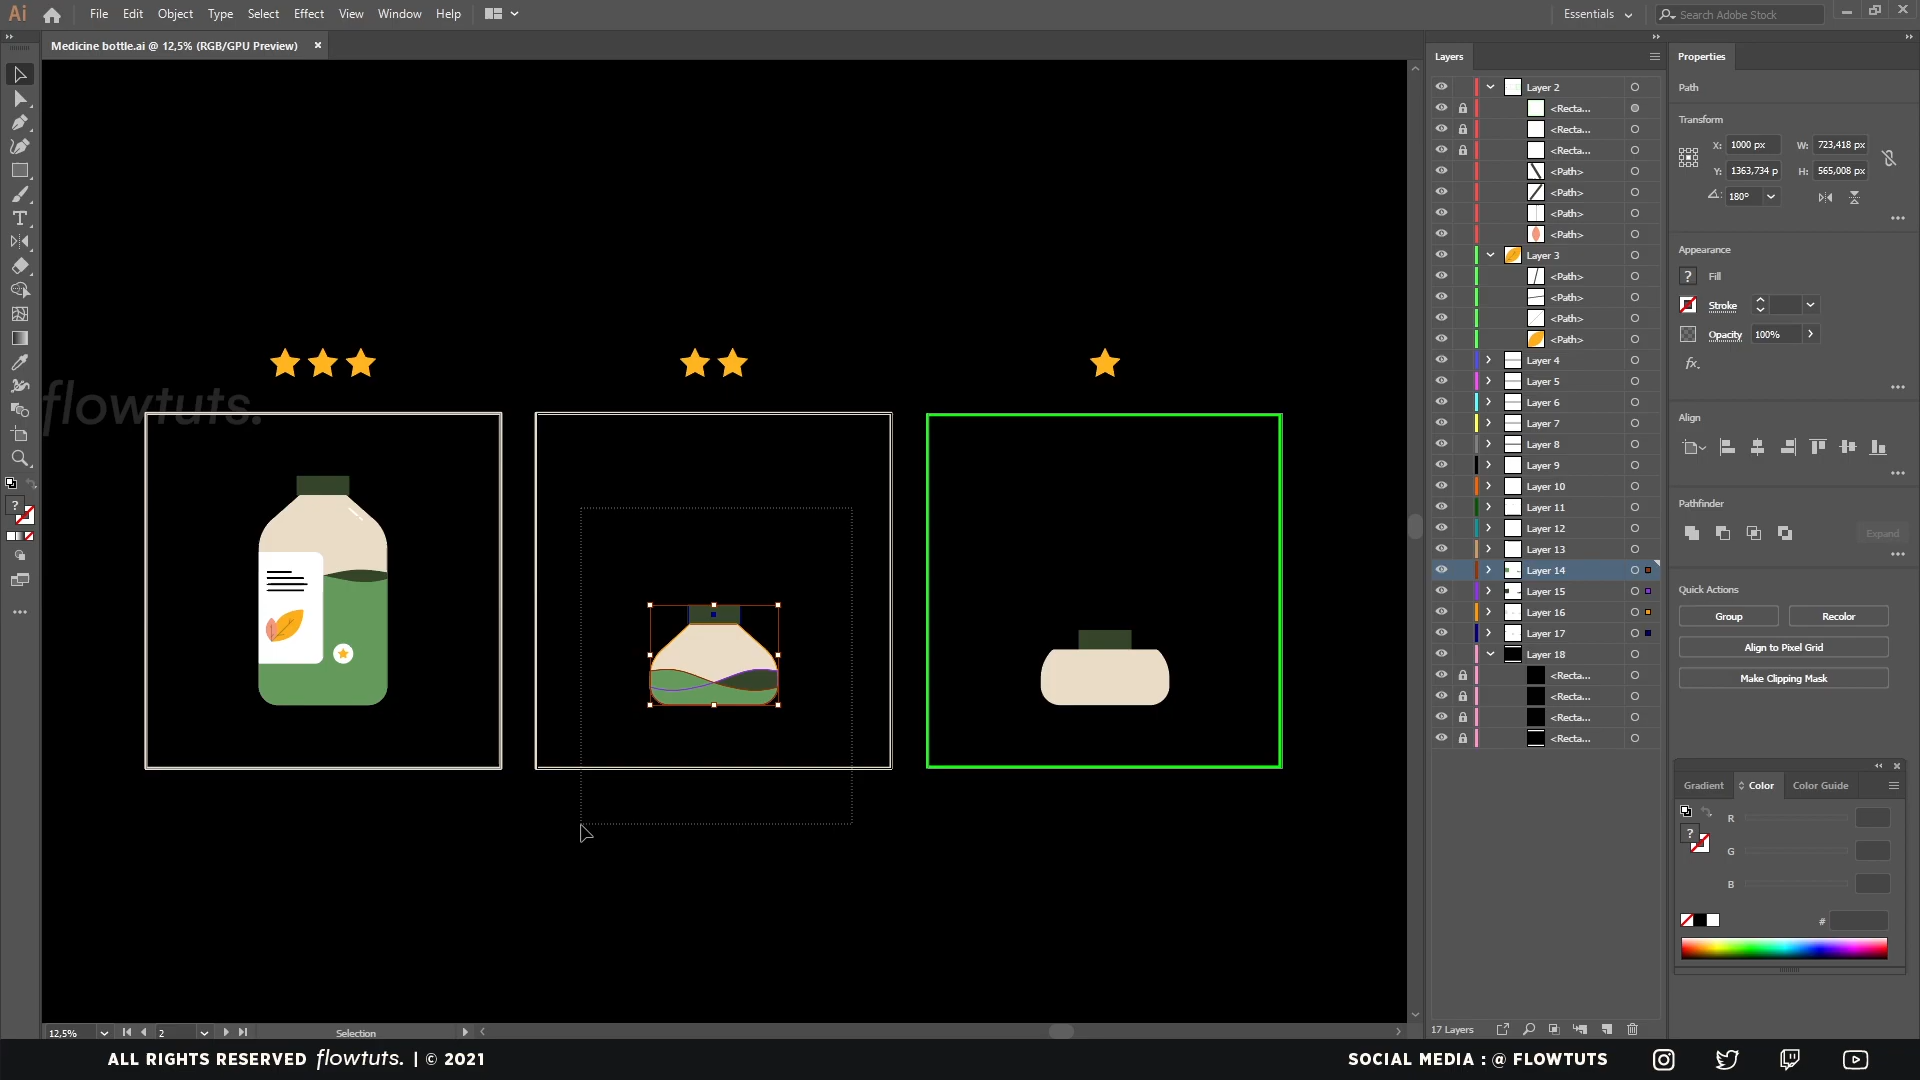 Ai File Edit Object Type Select Effect View Window Help Essentials Search Adobe Stock
Medicine bottle.ai @ 12,5% (RGB/GPU Preview)
flowtuts.
12,5% 2 Selection
Layers
Layer 2
<Recta...
<Recta...
<Recta...
<Path>
<Path>
<Path>
<Path>
Layer 3
<Path>
<Path>
<Path>
<Path>
Layer 4
Layer 5
Layer 6
Layer 7
Layer 8
Layer 9
Layer 10
Layer 11
Layer 12
Layer 13
Layer 14
Layer 15
Layer 16
Layer 17
Layer 18
<Recta...
<Recta...
<Recta...
<Recta...
17 Layers
Properties
Path
Transform
X: 1000 px W: 723,418 px
Y: 1363,734 p H: 565,008 px
180°
Appearance
? Fill
Stroke
Opacity 100%
fx.
Align
Pathfinder
Expand
Quick Actions
Group Recolor
Align to Pixel Grid
Make Clipping Mask
Gradient Color Color Guide
R
G
B
#
ALL RIGHTS RESERVED flowtuts. | © 2021
SOCIAL MEDIA : @ FLOWTUTS